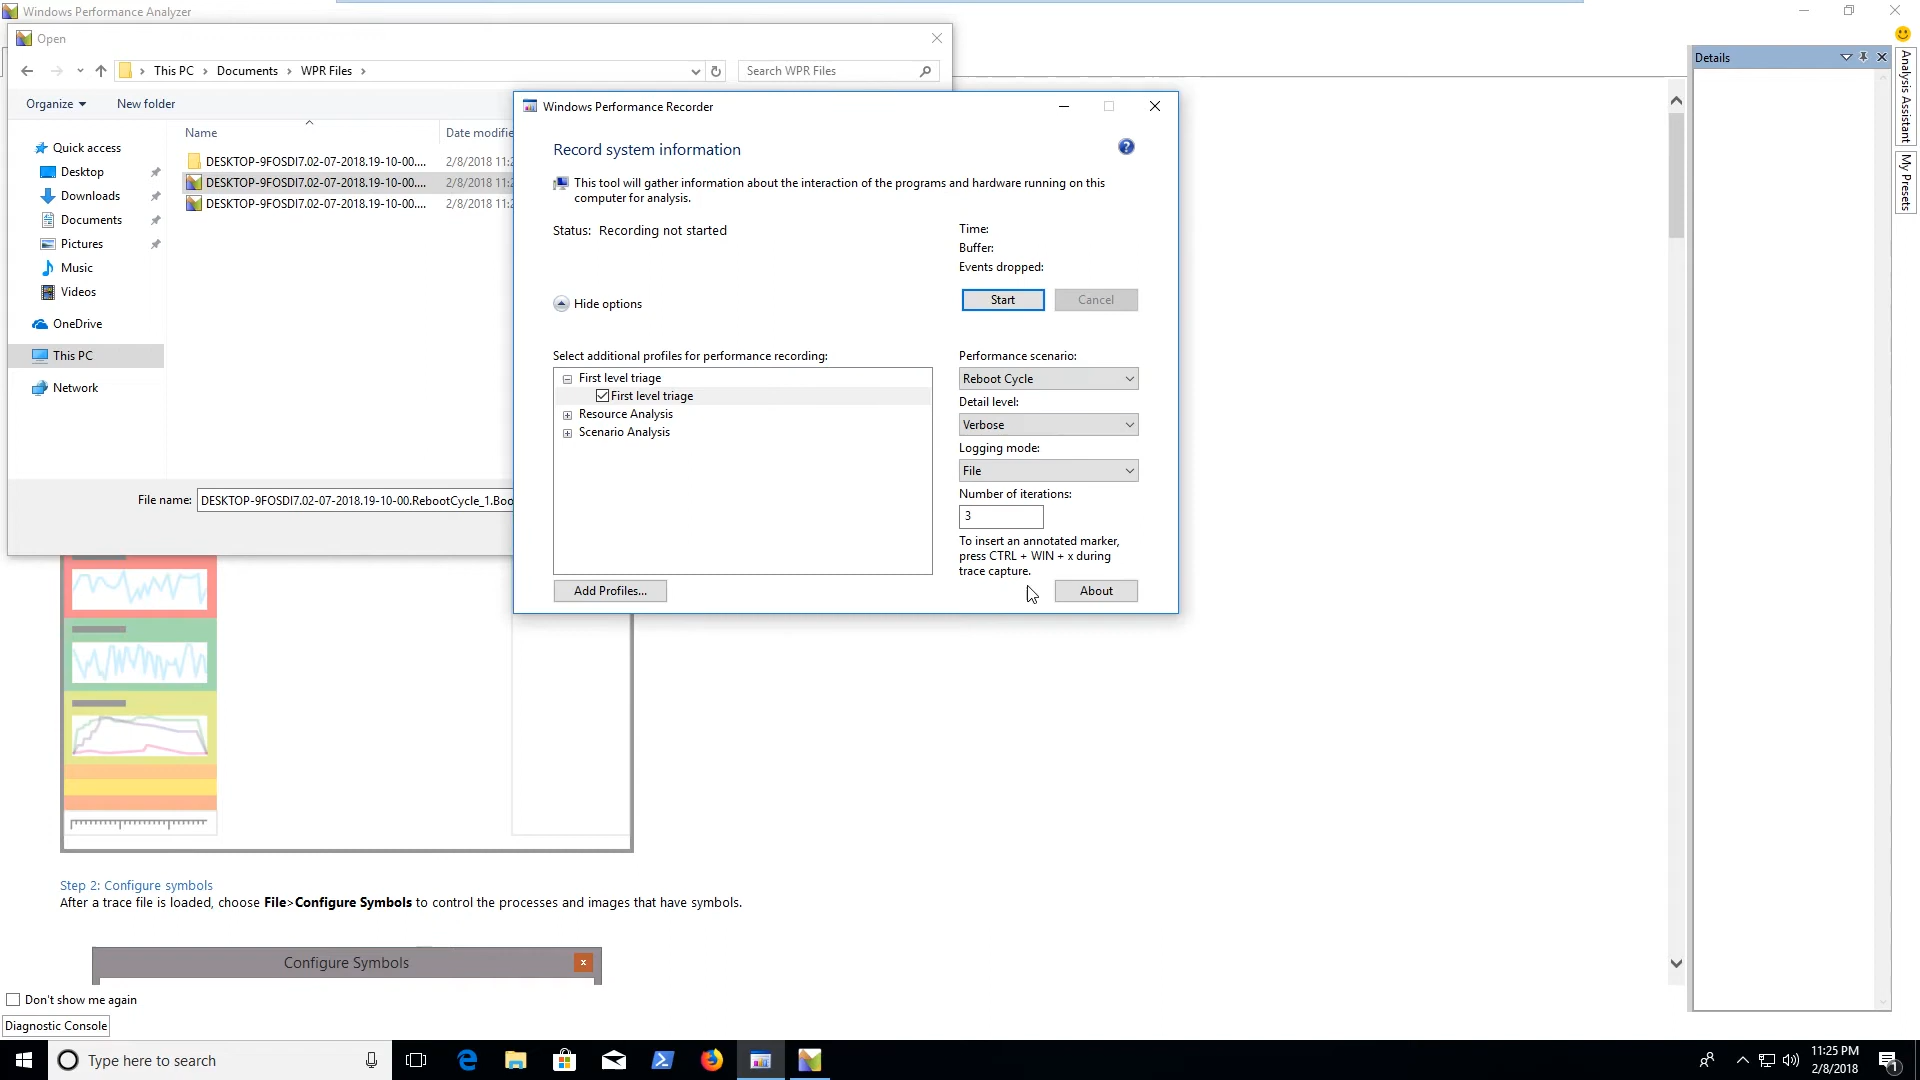 Windows Performance Analyzer
Open
This PC
Documents
WPR Files
Search WPR Files
Organize
New folder
Name
Date modifie
Quick access
Desktop
Downloads
Documents
Pictures
Music
Videos
OneDrive
This PC
Network
DESKTOP-9FOSDI7.02-07-2018.19-10-00....
2/8/2018 11:2
DESKTOP-9FOSDI7.02-07-2018.19-10-00....
2/8/2018 11:2
DESKTOP-9FOSDI7.02-07-2018.19-10-00....
2/8/2018 11:2
File name:
DESKTOP-9FOSDI7.02-07-2018.19-10-00.RebootCycle_1.Boo
Windows Performance Recorder
Record system information
?
This tool will gather information about the interaction of the programs and hardware running on this
computer for analysis.
Status: Recording not started
Time:
Buffer:
Events dropped:
Start
Cancel
Hide options
Select additional profiles for performance recording:
First level triage
First level triage
Resource Analysis
Scenario Analysis
Add Profiles...
Performance scenario:
Reboot Cycle
Detail level:
Verbose
Logging mode:
File
Number of iterations:
3
To insert an annotated marker,
press CTRL + WIN + x during
trace capture.
About
Details
Analysis Assistant
My Presets
Step 2: Configure symbols
After a trace file is loaded, choose File>Configure Symbols to control the processes and images that have symbols.
Configure Symbols
x
Don't show me again
Diagnostic Console
Type here to search
11:25 PM
2/8/2018
1